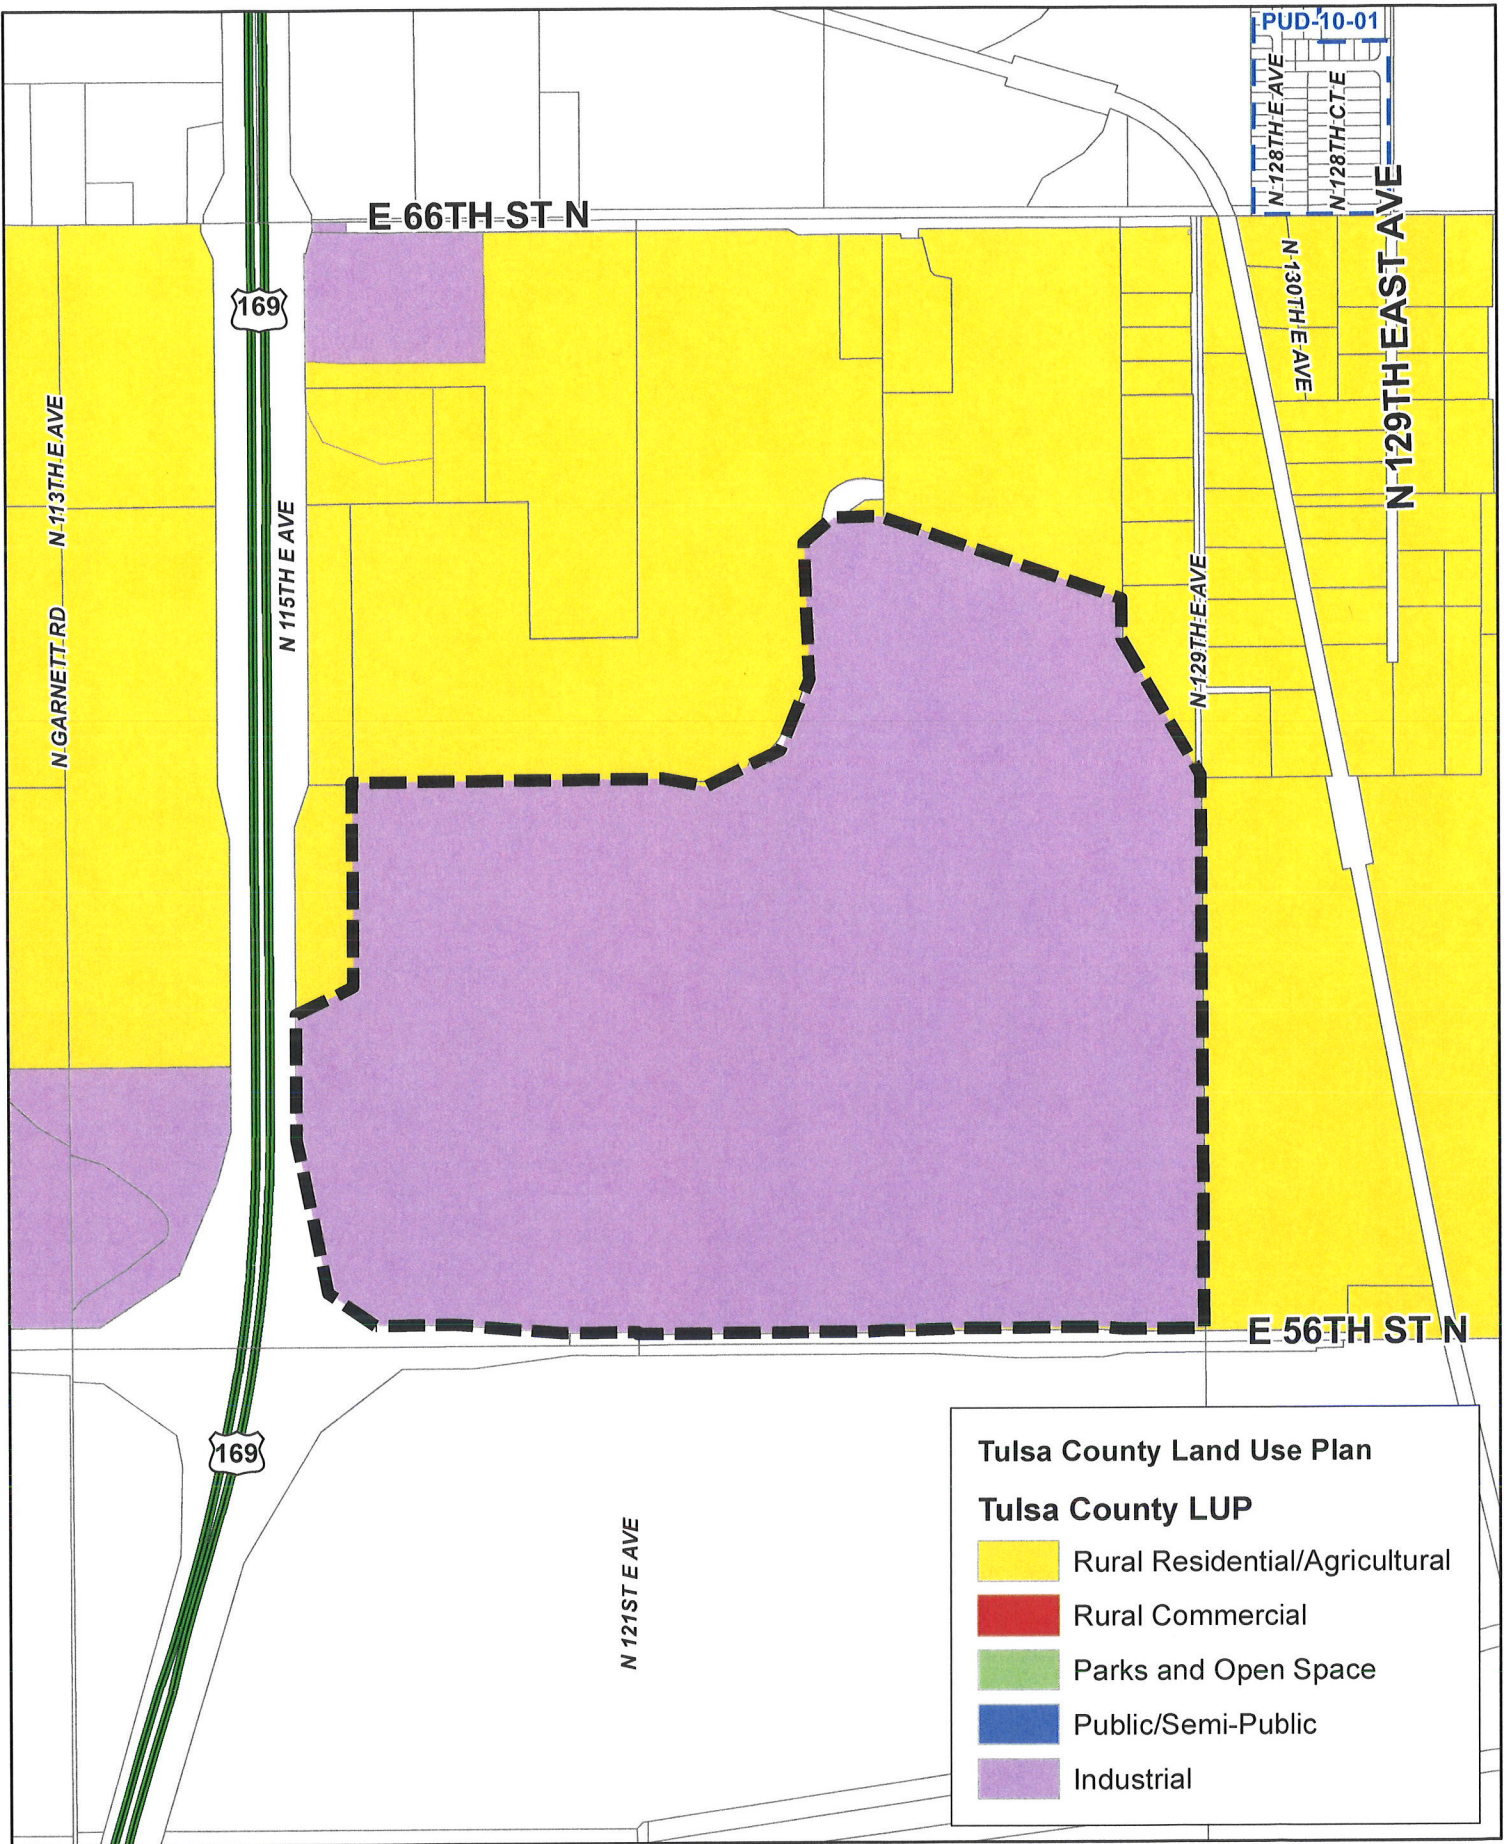 PUD-10-01
N 128TH E AVE
N 128TH CT E
E 66TH ST N
169
N 130TH E AVE
N 129TH EAST AVE
N 113TH E AVE
N 115TH E AVE
N 129TH E AVE
N GARNETT RD
E 56TH ST N
169
N 121ST E AVE
Tulsa County Land Use Plan
Tulsa County LUP
Rural Residential/Agricultural
Rural Commercial
Parks and Open Space
Public/Semi-Public
Industrial